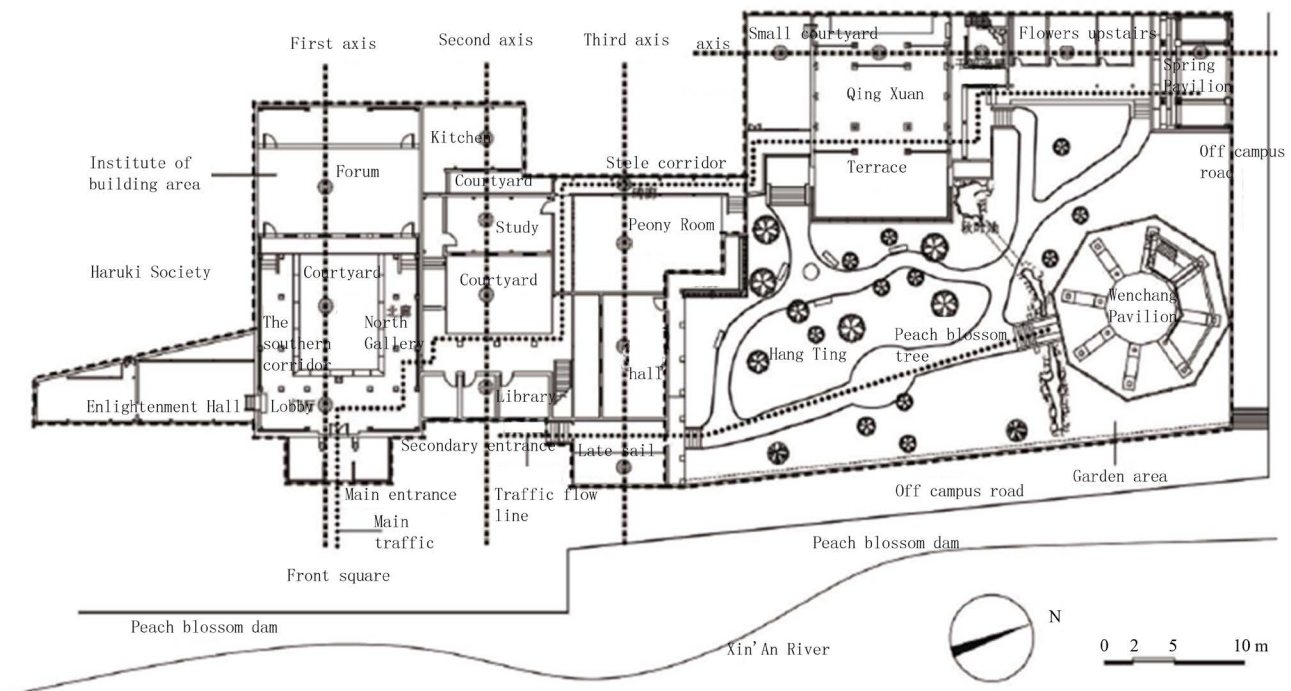 First axis
Second axis
Third axis
axis
Small courtyard
Flowers upstairs
Spring
Pavilion
Qing Xuan
Kitchen
Institute of
building area
Forum
Stele corridor
Terrace
Off campus
road
Courtyard
Study
Peony Room
秋叶池
Haruki Society
Courtyard
Courtyard
Wenchang
Pavilion
The
southern
corridor
North
Gallery
Peach blossom
tree
Hang Ting
hall
Enlightenment Hall
Lobby
Library
Secondary entrance
Late sail
Garden area
Main entrance
Traffic flow
line
Off campus road
Main
traffic
Peach blossom dam
Front square
Peach blossom dam
Xin'An River
N
0 2 5 10 m